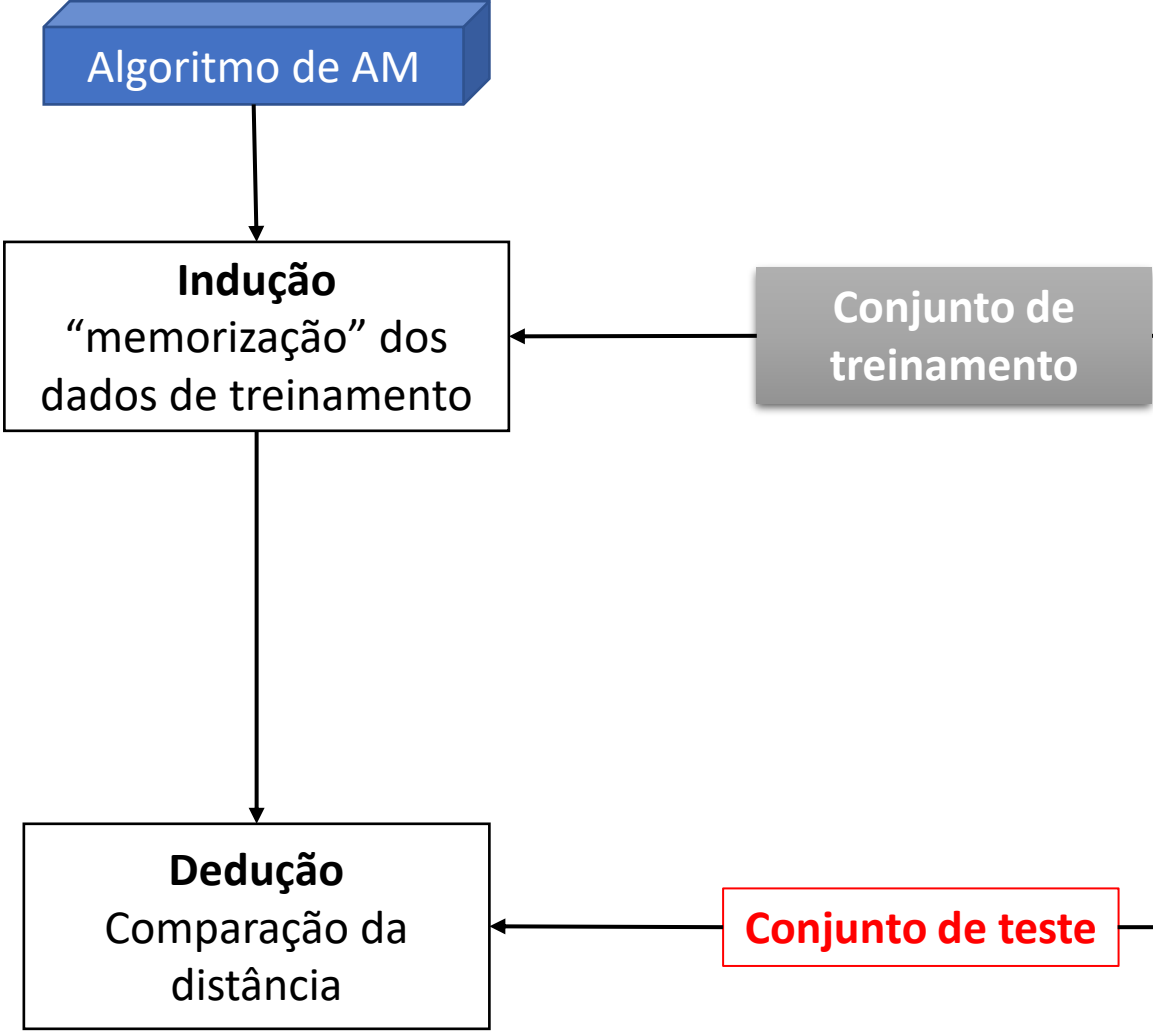 Algoritmo de AM
Indução
“memorização” dos
dados de treinamento
Conjunto de
treinamento
Dedução
Comparação da
distância
Conjunto de teste